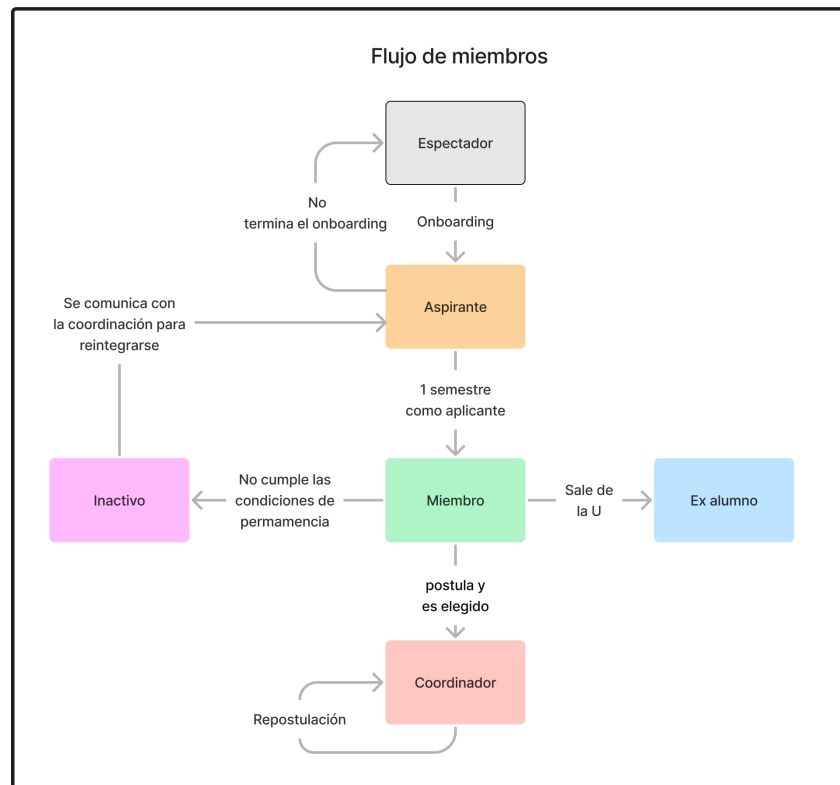 Flujo de miembros
Espectador
No
termina el onboarding
Onboarding
Aspirante
Se comunica con
la coordinación para
reintegrarse
1 semestre
como aplicante
Inactivo
No cumple las
condiciones de
permamencia
Miembro
Sale de
la U
Ex alumno
postula y
es elegido
Coordinador
Repostulación